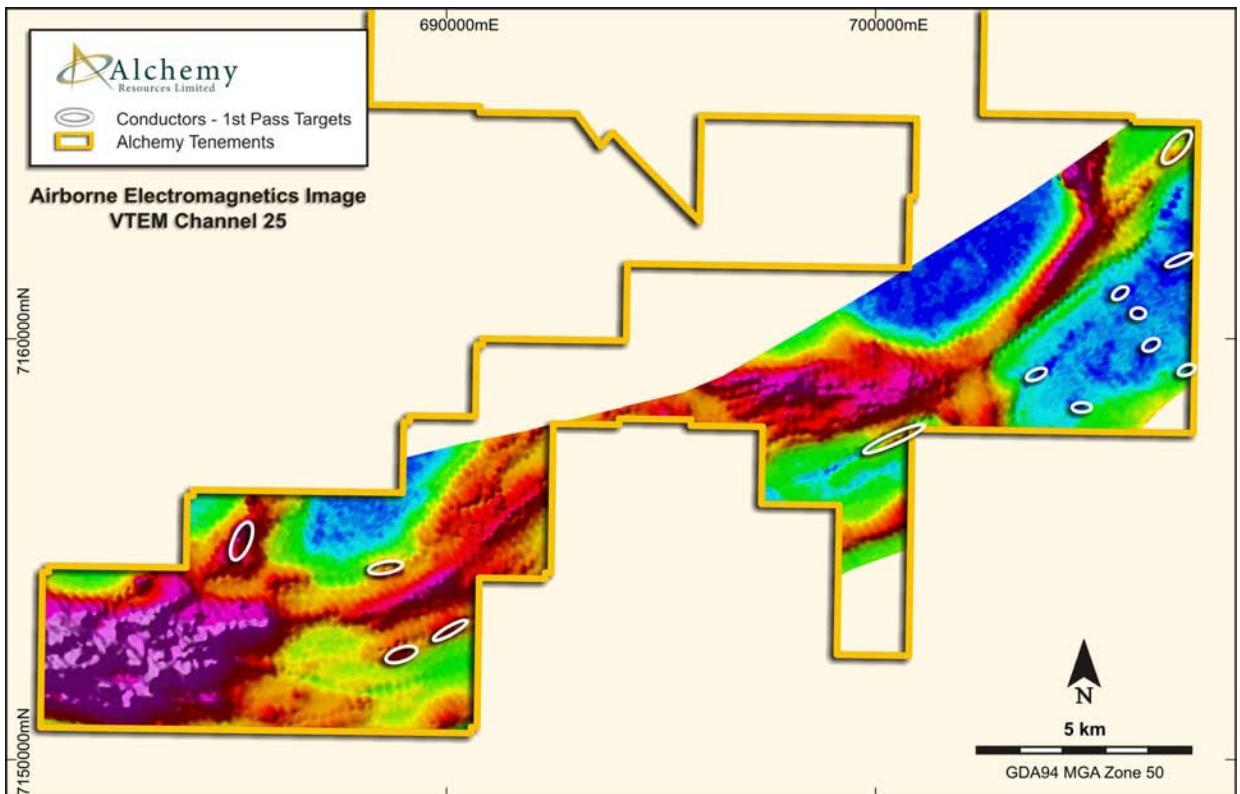 690000mE
700000mE
Alchemy
Resources Limited
Conductors - 1st Pass Targets
Alchemy Tenements
Airborne Electromagnetics Image
VTEM Channel 25
7160000mN
7150000mN
N
5 km
GDA94 MGA Zone 50